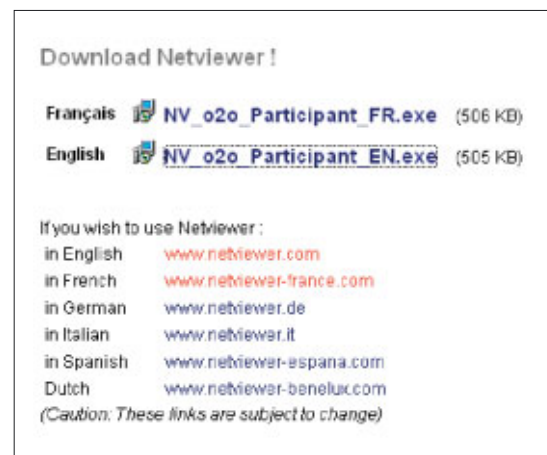 Download Netviewer !
Français NV_o2o_Participant_FR.exe (506 KB)
English NV_o2o_Participant_EN.exe (505 KB)
If you wish to use Netviewer :
in English www.netviewer.com
in French www.netviewer-france.com
in German www.netviewer.de
in Italian www.netviewer.it
in Spanish www.netviewer-espana.com
Dutch www.netviewer-benelux.com
(Caution: These links are subject to change)